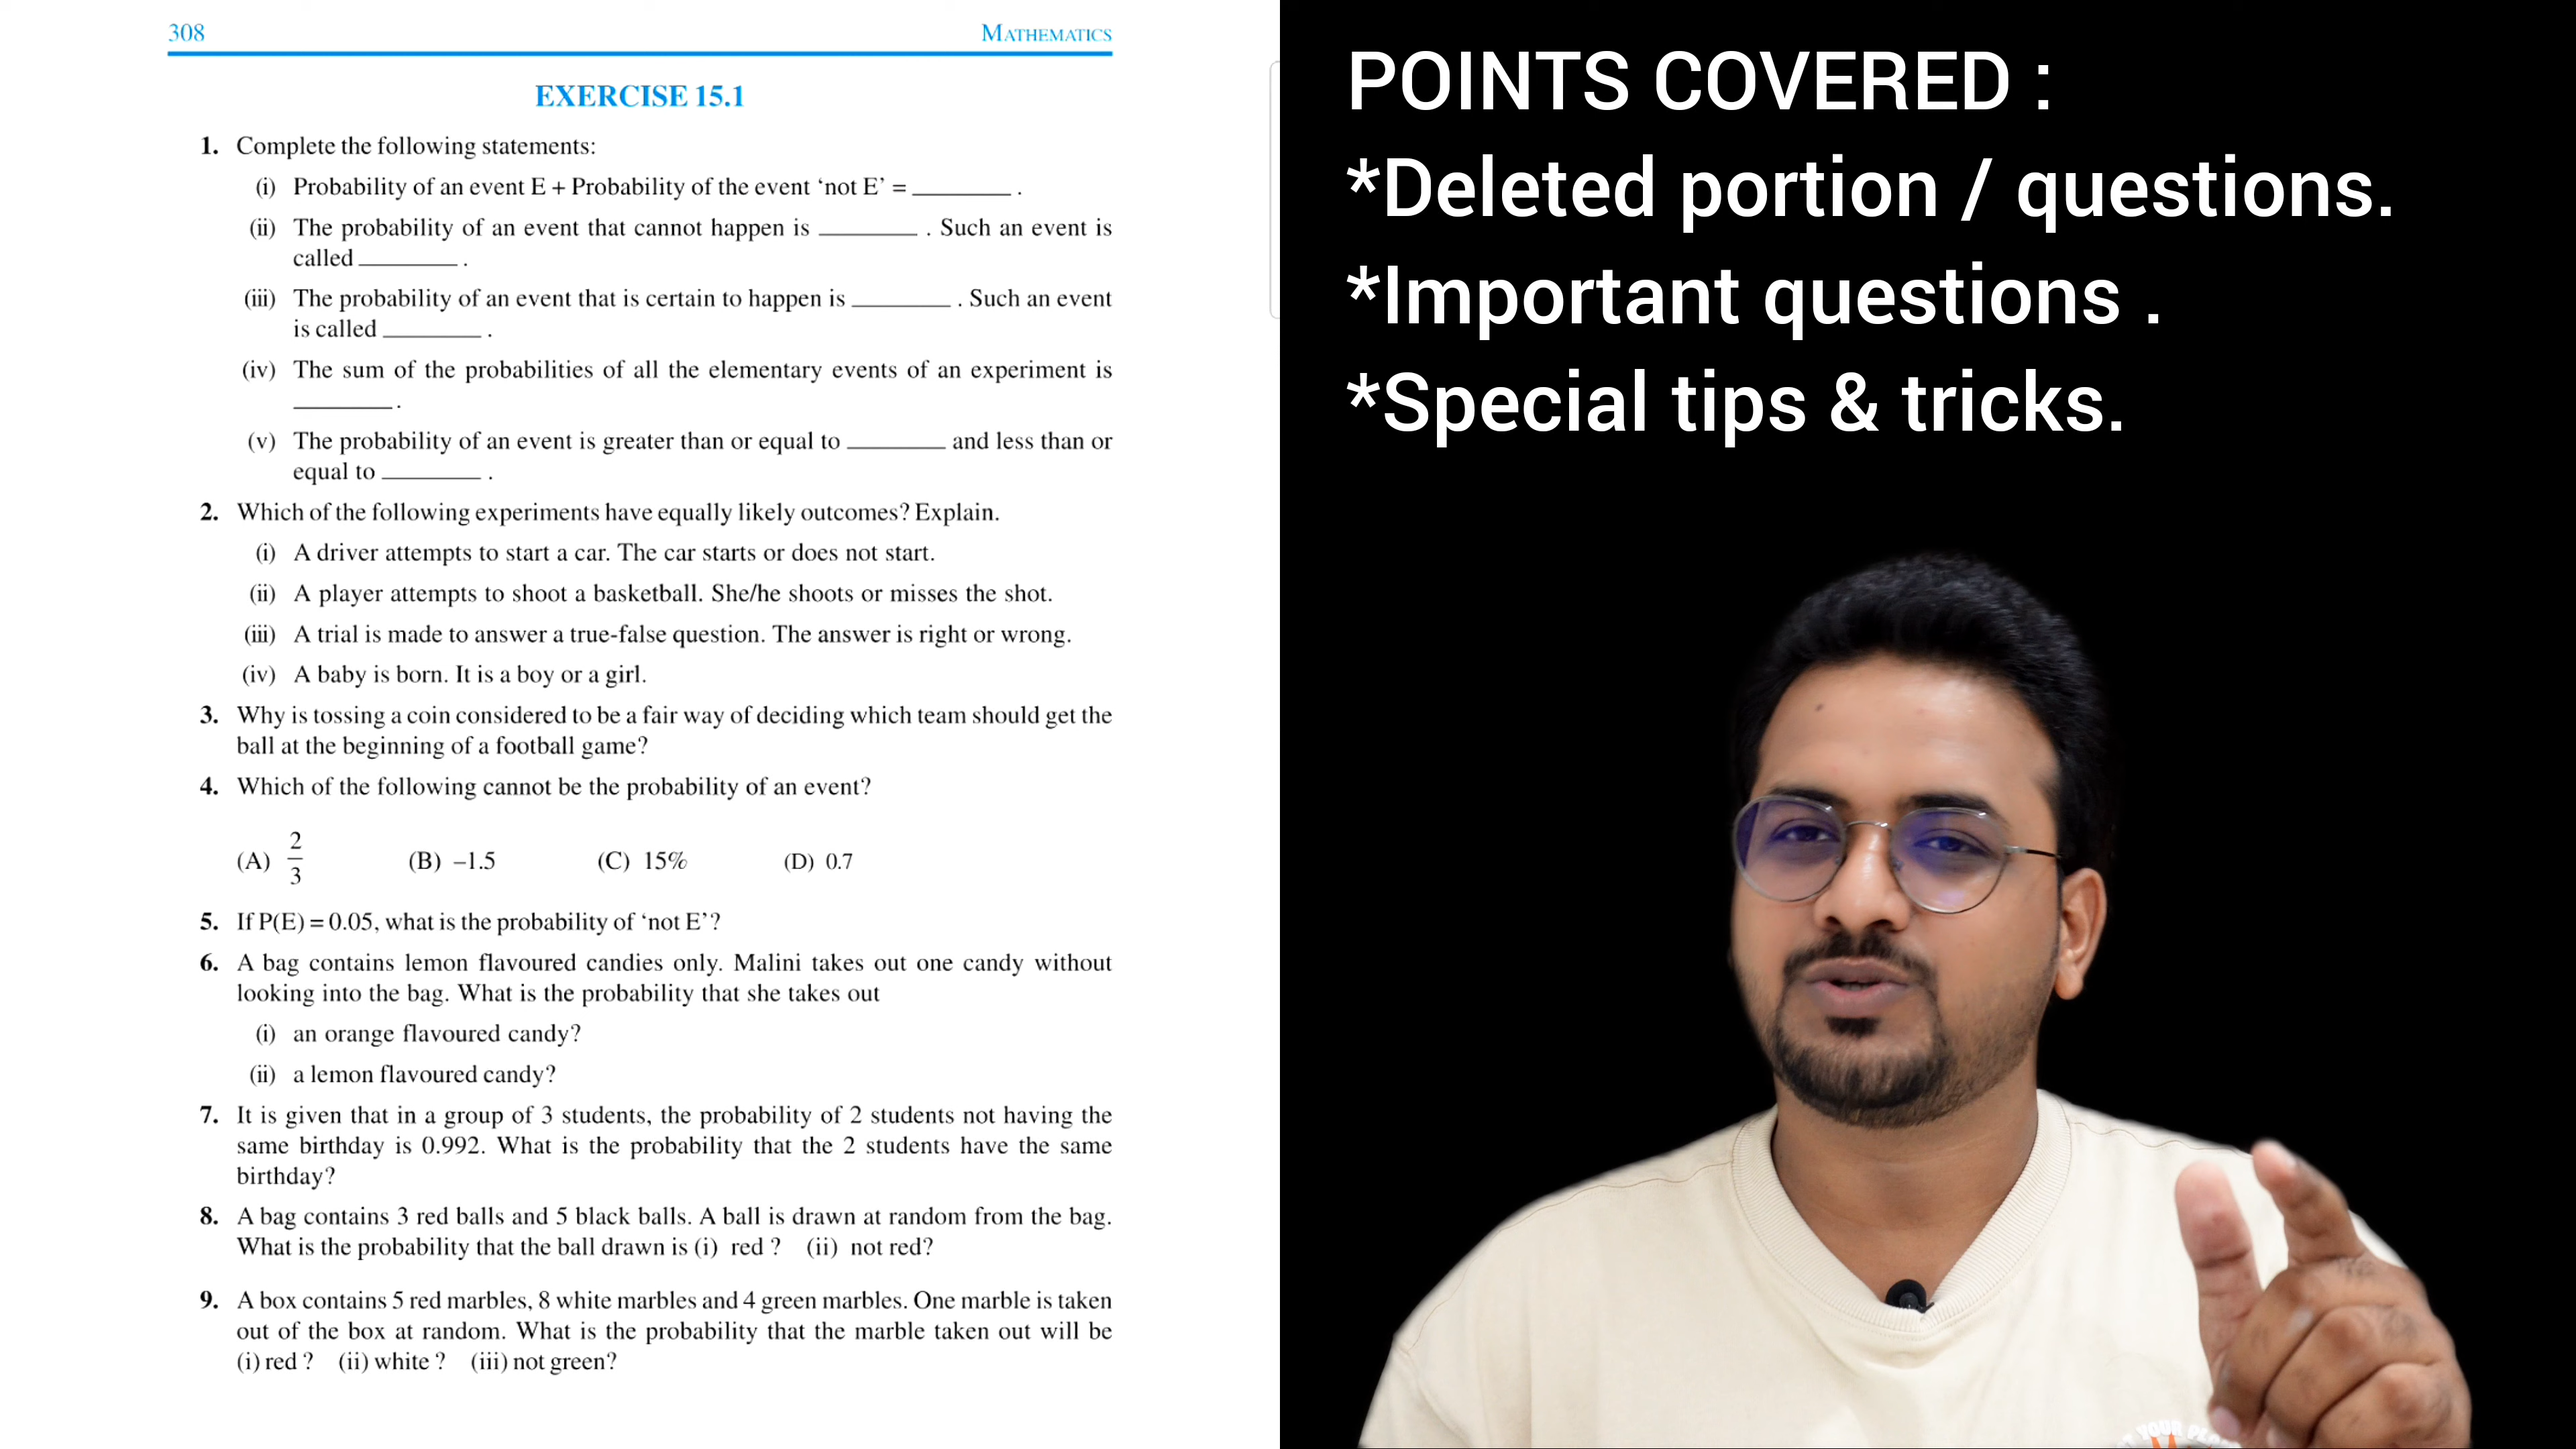 308 MATHEMATICS
EXERCISE 15.1
1. Complete the following statements:
(i) Probability of an event E + Probability of the event ‘not E’ = ________ .
(ii) The probability of an event that cannot happen is ________ . Such an event is
called ________ .
(iii) The probability of an event that is certain to happen is ________ . Such an event
is called ________ .
(iv) The sum of the probabilities of all the elementary events of an experiment is
________ .
(v) The probability of an event is greater than or equal to ________ and less than or
equal to ________ .
2. Which of the following experiments have equally likely outcomes? Explain.
(i) A driver attempts to start a car. The car starts or does not start.
(ii) A player attempts to shoot a basketball. She/he shoots or misses the shot.
(iii) A trial is made to answer a true-false question. The answer is right or wrong.
(iv) A baby is born. It is a boy or a girl.
3. Why is tossing a coin considered to be a fair way of deciding which team should get the
ball at the beginning of a football game?
4. Which of the following cannot be the probability of an event?
(A) 2/3 (B) –1.5 (C) 15% (D) 0.7
5. If P(E) = 0.05, what is the probability of ‘not E’?
6. A bag contains lemon flavoured candies only. Malini takes out one candy without
looking into the bag. What is the probability that she takes out
(i) an orange flavoured candy?
(ii) a lemon flavoured candy?
7. It is given that in a group of 3 students, the probability of 2 students not having the
same birthday is 0.992. What is the probability that the 2 students have the same
birthday?
8. A bag contains 3 red balls and 5 black balls. A ball is drawn at random from the bag.
What is the probability that the ball drawn is (i) red ? (ii) not red?
9. A box contains 5 red marbles, 8 white marbles and 4 green marbles. One marble is taken
out of the box at random. What is the probability that the marble taken out will be
(i) red ? (ii) white ? (iii) not green?
POINTS COVERED :
*Deleted portion / questions.
*Important questions .
*Special tips & tricks.
YOUR